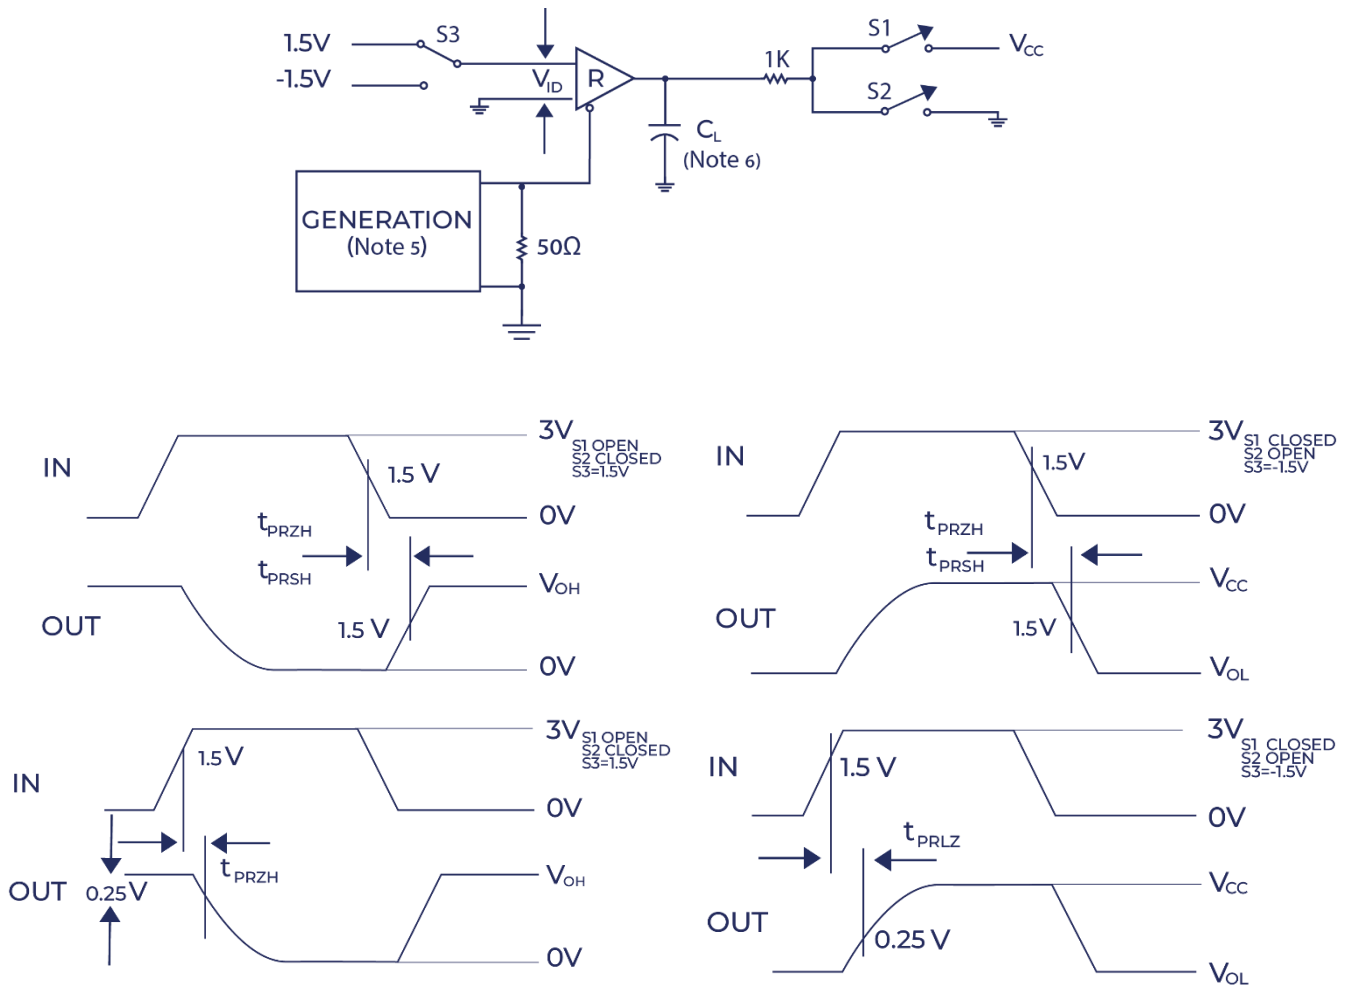 1.5V
S3
-1.5V
VID
R
1K
S1
VCC
S2
CL
(Note 6)
GENERATION
(Note 5)
50Ω
IN
3V
S1 OPEN
S2 CLOSED
S3=1.5V
1.5 V
0V
tPRZH
tPRSH
VOH
OUT
1.5 V
0V
IN
3V
S1 CLOSED
S2 OPEN
S3=-1.5V
1.5V
0V
tPRZH
tPRSH
VCC
OUT
1.5V
VOL
IN
3V
S1 OPEN
S2 CLOSED
S3=1.5V
1.5 V
0V
tPRZH
OUT
0.25 V
VOH
0V
IN
3V
S1 CLOSED
S2 OPEN
S3=-1.5V
1.5 V
0V
tPRLZ
VCC
OUT
0.25 V
VOL